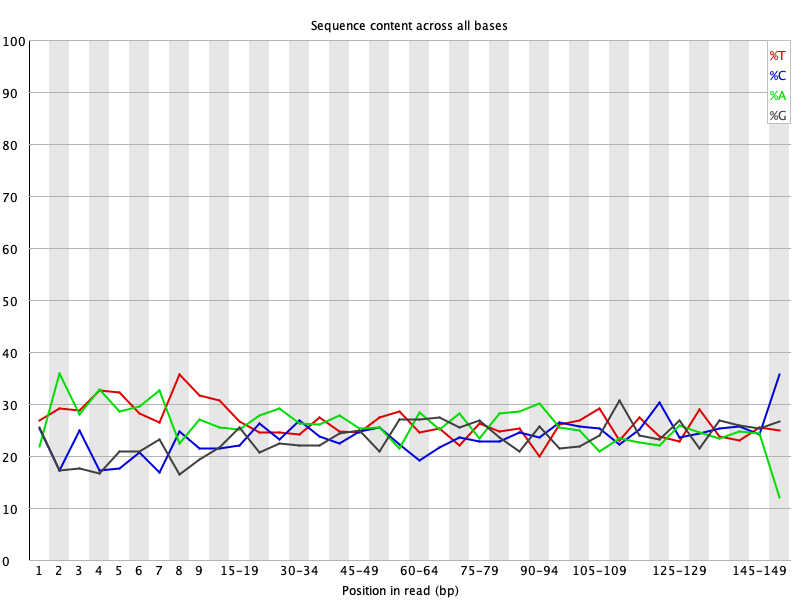 Sequence content across all bases
100
90
80
70
60
50
40
30
20
10
0
%T
%C
%A
%G
1 2 3 4 5 6 7 8 9 15-19 30-34 45-49 60-64 75-79 90-94 105-109 125-129 145-149
Position in read (bp)